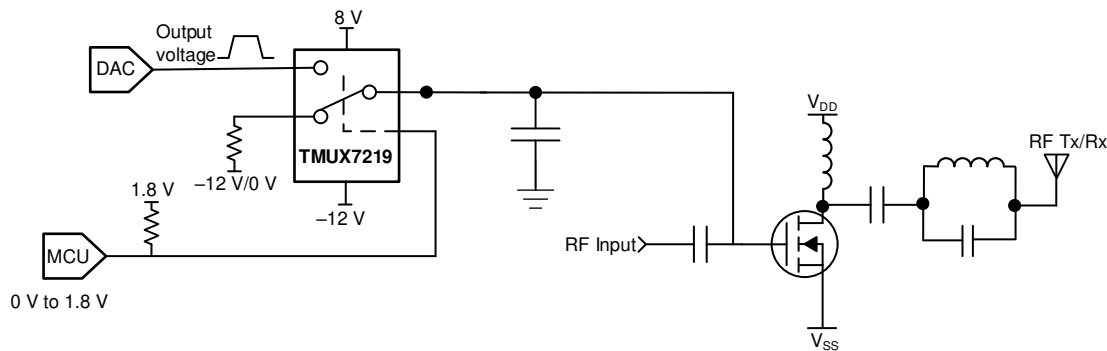 8 V
Output
voltage
DAC
TMUX7219
–12 V/0 V
1.8 V
–12 V
MCU
0 V to 1.8 V
V_DD
RF Tx/Rx
RF Input
V_SS